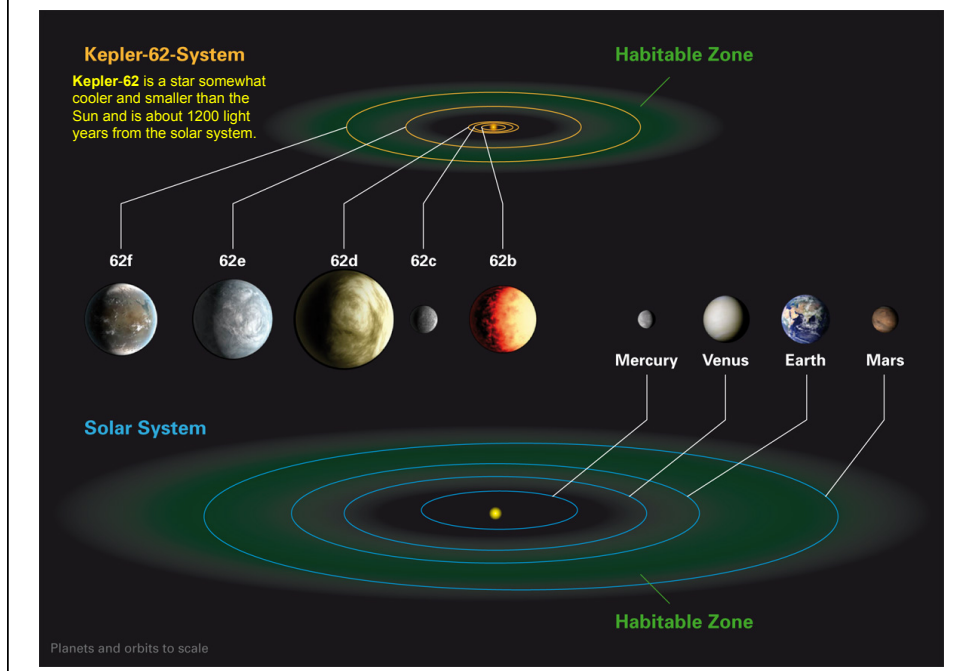 Kepler-62-System
Habitable Zone
Kepler-62 is a star somewhat
cooler and smaller than the
Sun and is about 1200 light
years from the solar system.
62f
62e
62d
62c
62b
Mercury
Venus
Earth
Mars
Solar System
Habitable Zone
Planets and orbits to scale